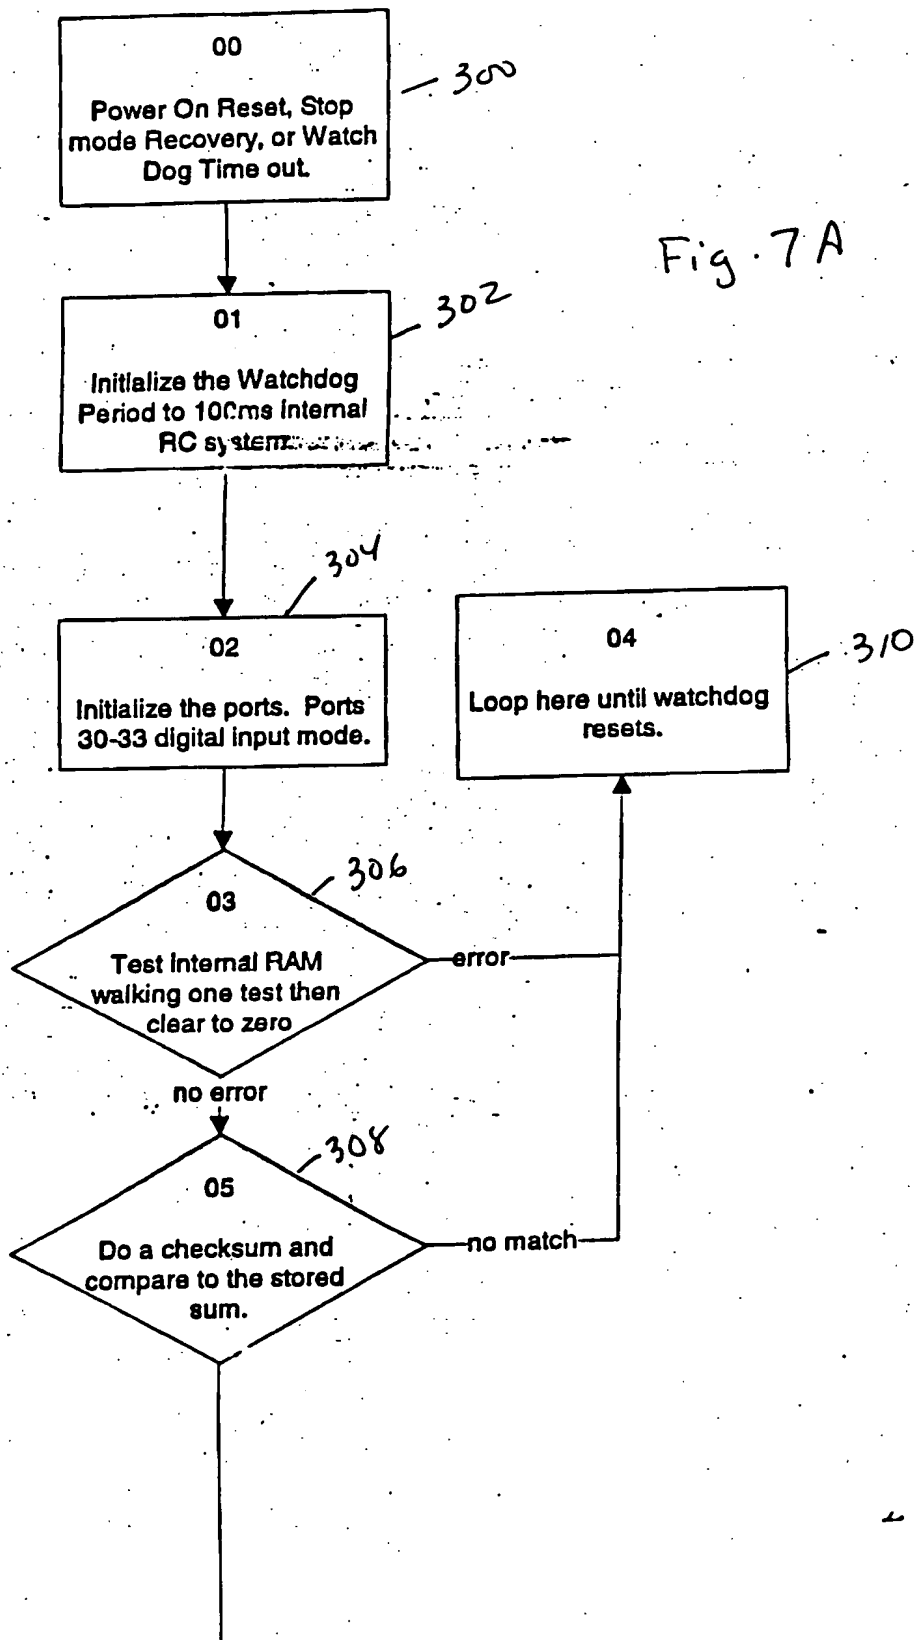 00
Power On Reset, Stop
mode Recovery, or Watch
Dog Time out.
300
Fig. 7A
01
Initialize the Watchdog
Period to 100ms internal
RC system.
302
304
02
Initialize the ports. Ports
30-33 digital input mode.
04
Loop here until watchdog
resets.
310
306
03
Test internal RAM
walking one test then
clear to zero
error
no error
308
05
Do a checksum and
compare to the stored
sum.
no match